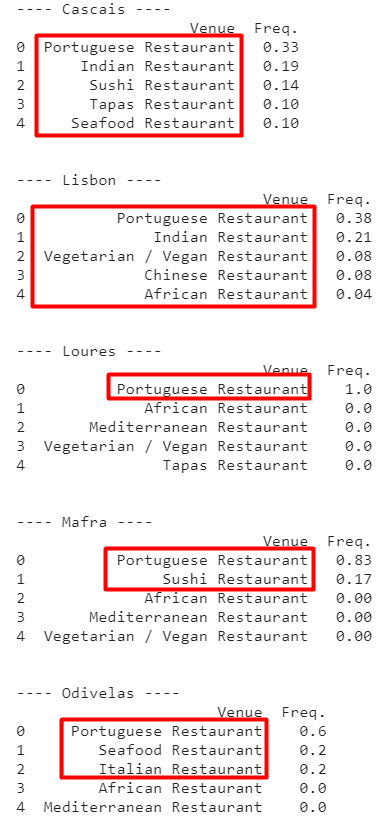 ---- Cascais ----
Venue Freq.
0 Portuguese Restaurant 0.33
1 Indian Restaurant 0.19
2 Sushi Restaurant 0.14
3 Tapas Restaurant 0.10
4 Seafood Restaurant 0.10
---- Lisbon ----
Venue Freq.
0 Portuguese Restaurant 0.38
1 Indian Restaurant 0.21
2 Vegetarian / Vegan Restaurant 0.08
3 Chinese Restaurant 0.08
4 African Restaurant 0.04
---- Loures ----
Venue Freq.
0 Portuguese Restaurant 1.0
1 African Restaurant 0.0
2 Mediterranean Restaurant 0.0
3 Vegetarian / Vegan Restaurant 0.0
4 Tapas Restaurant 0.0
---- Mafra ----
Venue Freq.
0 Portuguese Restaurant 0.83
1 Sushi Restaurant 0.17
2 African Restaurant 0.00
3 Mediterranean Restaurant 0.00
4 Vegetarian / Vegan Restaurant 0.00
---- Odivelas ----
Venue Freq.
0 Portuguese Restaurant 0.6
1 Seafood Restaurant 0.2
2 Italian Restaurant 0.2
3 African Restaurant 0.0
4 Mediterranean Restaurant 0.0